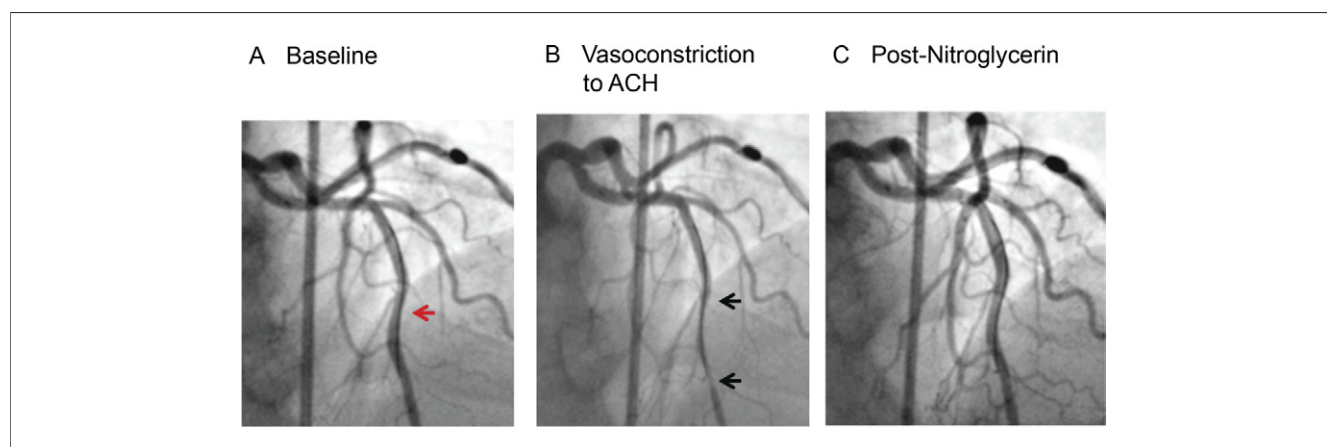 A Baseline
B Vasoconstriction
to ACH
C Post-Nitroglycerin